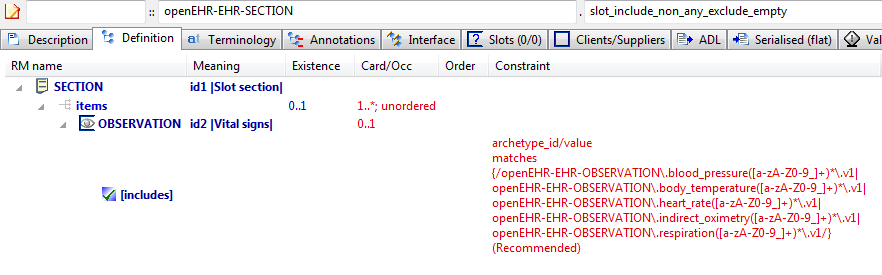 :: openEHR-EHR-SECTION . slot_include_non_any_exclude_empty
Description Definition at Terminology Annotations Interface Slots (0/0) Clients/Suppliers ADL Serialised (flat) Val
RM name Meaning Existence Card/Occ Order Constraint
SECTION id1 |Slot section|
items 0..1 1..*; unordered
OBSERVATION id2 |Vital signs| 0..1
archetype_id/value
matches
{/openEHR-EHR-OBSERVATION\.blood_pressure([a-zA-Z0-9_]+)*\.v1|
openEHR-EHR-OBSERVATION\.body_temperature([a-zA-Z0-9_]+)*\.v1|
[includes] openEHR-EHR-OBSERVATION\.heart_rate([a-zA-Z0-9_]+)*\.v1|
openEHR-EHR-OBSERVATION\.indirect_oximetry([a-zA-Z0-9_]+)*\.v1|
openEHR-EHR-OBSERVATION\.respiration([a-zA-Z0-9_]+)*\.v1/}
(Recommended)